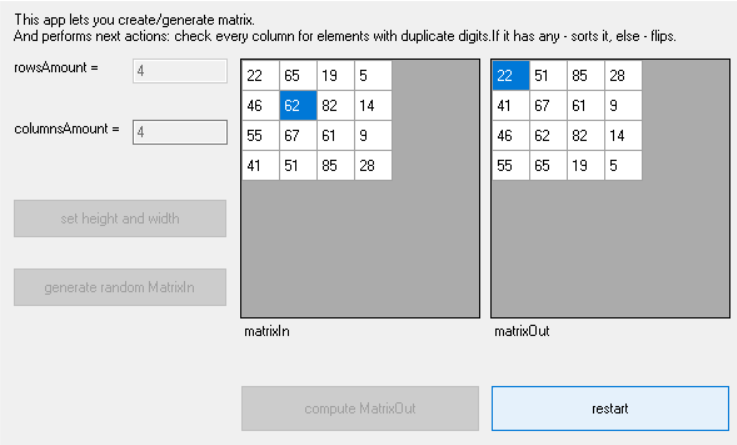 This app lets you create/generate matrix.
And performs next actions: check every column for elements with duplicate digits.If it has any - sorts it, else - flips.
rowsAmount = 4
columnsAmount = 4
set height and width
generate random MatrixIn
22 65 19 5
46 62 82 14
55 67 61 9
41 51 85 28
matrixIn
22 51 85 28
41 67 61 9
46 62 82 14
55 65 19 5
matrixOut
compute MatrixOut
restart